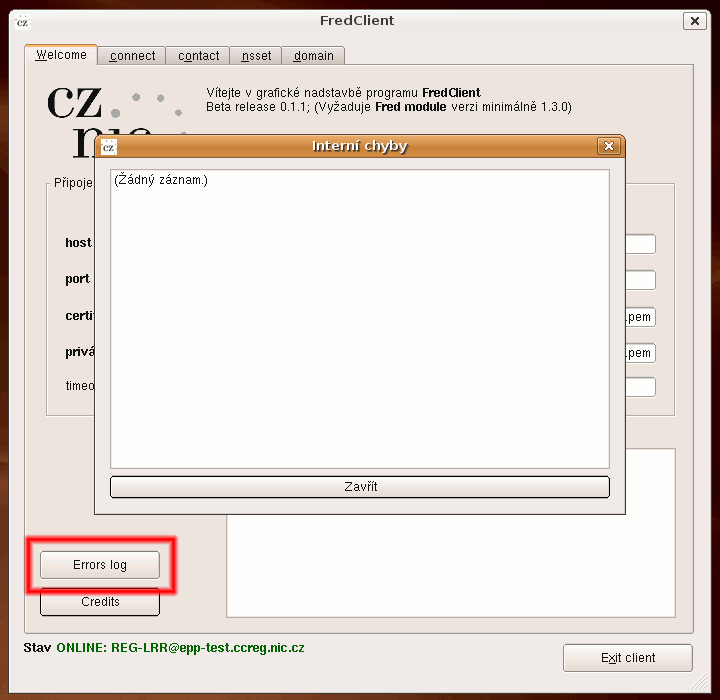 cz FredClient
Welcome connect contact nsset domain
cz nic
Vítejte v grafické nadstavbě programu FredClient
Beta release 0.1.1; (Vyžaduje Fred module verzi minimálně 1.3.0)
cz Interní chyby
(Žádný záznam.)
Připoje
host
port
certi
.pem
privá
.pem
timeo
Zavřít
Errors log
Credits
Stav ONLINE: REG-LRR@epp-test.ccreg.nic.cz
Exit client